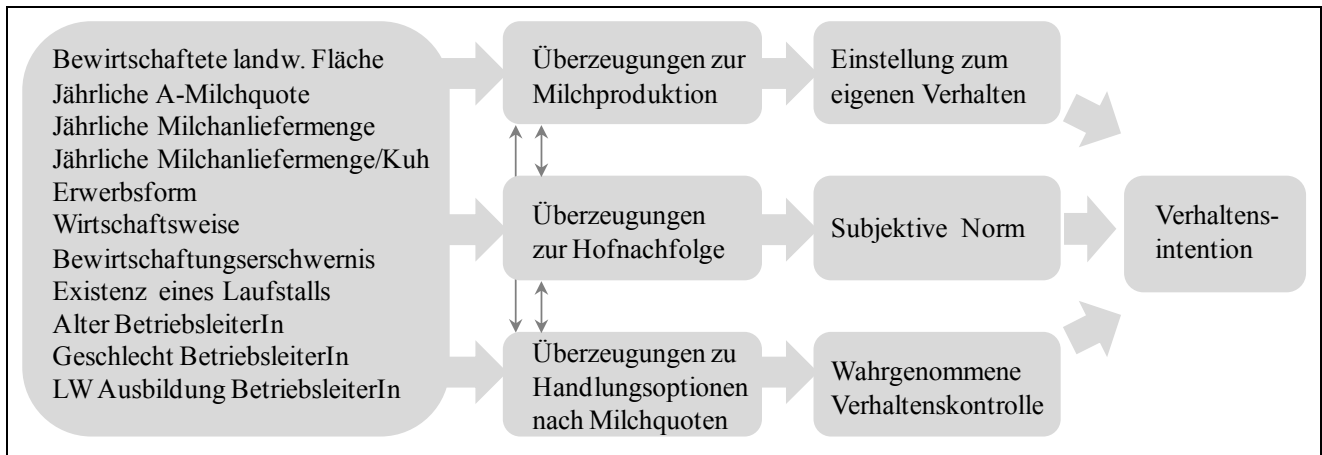 Bewirtschaftete landw. Fläche
Jährliche A-Milchquote
Jährliche Milchanliefermenge
Jährliche Milchanliefermenge/Kuh
Erwerbsform
Wirtschaftsweise
Bewirtschaftungserschwernis
Existenz eines Laufstalls
Alter BetriebsleiterIn
Geschlecht BetriebsleiterIn
LW Ausbildung BetriebsleiterIn
Überzeugungen zur
Milchproduktion
Überzeugungen
zur Hofnachfolge
Überzeugungen zu
Handlungsoptionen
nach Milchquoten
Einstellung zum
eigenen Verhalten
Subjektive Norm
Wahrgenommene
Verhaltenskontrolle
Verhaltens-
intention